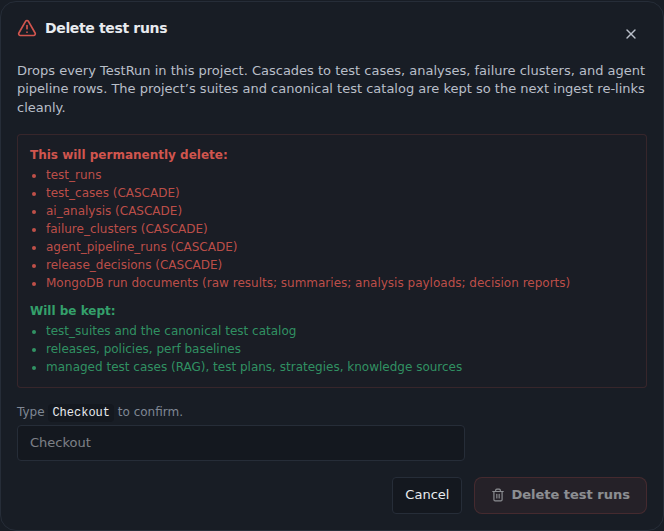 Delete test runs
Drops every TestRun in this project. Cascades to test cases, analyses, failure clusters, and agent
pipeline rows. The project’s suites and canonical test catalog are kept so the next ingest re-links
cleanly.
This will permanently delete:
• test_runs
• test_cases (CASCADE)
• ai_analysis (CASCADE)
• failure_clusters (CASCADE)
• agent_pipeline_runs (CASCADE)
• release_decisions (CASCADE)
• MongoDB run documents (raw results; summaries; analysis payloads; decision reports)
Will be kept:
• test_suites and the canonical test catalog
• releases, policies, perf baselines
• managed test cases (RAG), test plans, strategies, knowledge sources
Type Checkout to confirm.
Checkout
Cancel
Delete test runs